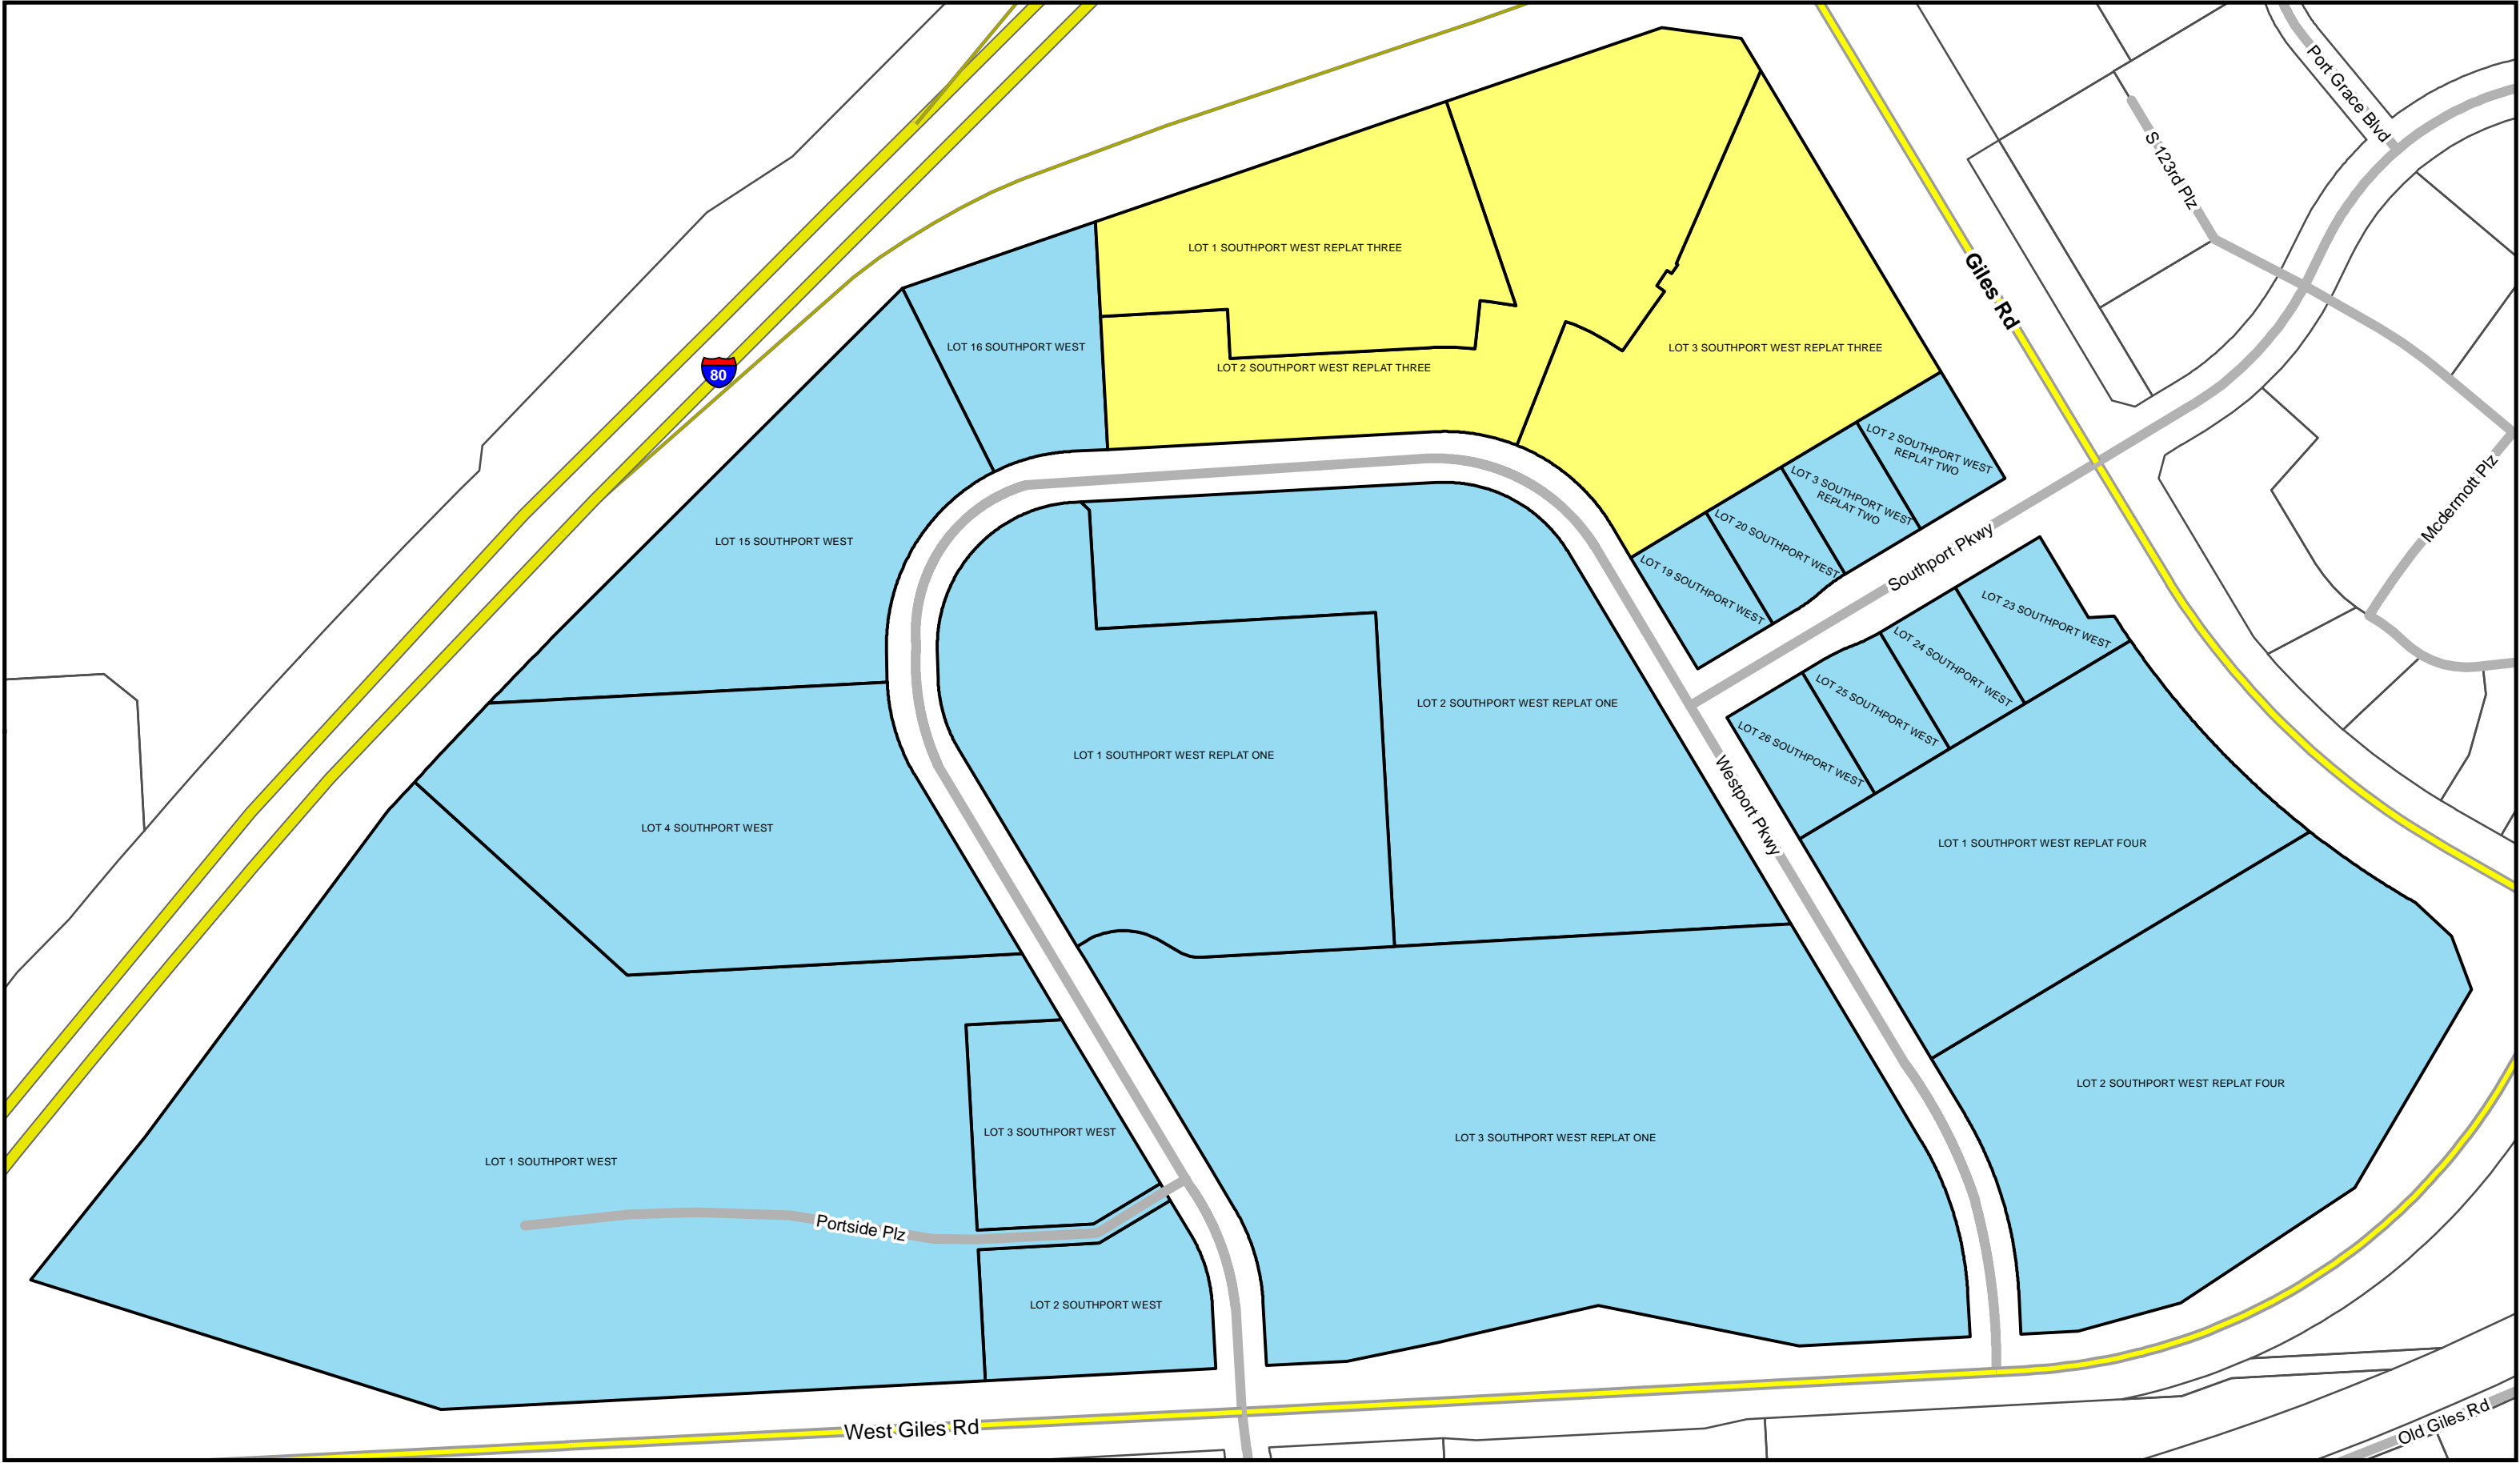 Port Grace Blvd
S 123rd Plz
LOT 1 SOUTHPORT WEST REPLAT THREE
Giles Rd
LOT 16 SOUTHPORT WEST
LOT 3 SOUTHPORT WEST REPLAT THREE
LOT 2 SOUTHPORT WEST REPLAT THREE
80
LOT 2 SOUTHPORT WEST
REPLAT TWO
LOT 3 SOUTHPORT WEST
REPLAT TWO
Mcdermott Plz
LOT 15 SOUTHPORT WEST
LOT 20 SOUTHPORT WEST
LOT 19 SOUTHPORT WEST
Southport Pkwy
LOT 23 SOUTHPORT WEST
LOT 24 SOUTHPORT WEST
LOT 25 SOUTHPORT WEST
LOT 26 SOUTHPORT WEST
LOT 2 SOUTHPORT WEST REPLAT ONE
LOT 1 SOUTHPORT WEST REPLAT ONE
Westport Pkwy
LOT 4 SOUTHPORT WEST
LOT 1 SOUTHPORT WEST REPLAT FOUR
LOT 2 SOUTHPORT WEST REPLAT FOUR
LOT 3 SOUTHPORT WEST
LOT 3 SOUTHPORT WEST REPLAT ONE
LOT 1 SOUTHPORT WEST
Portside Plz
LOT 2 SOUTHPORT WEST
West Giles Rd
Old Giles Rd